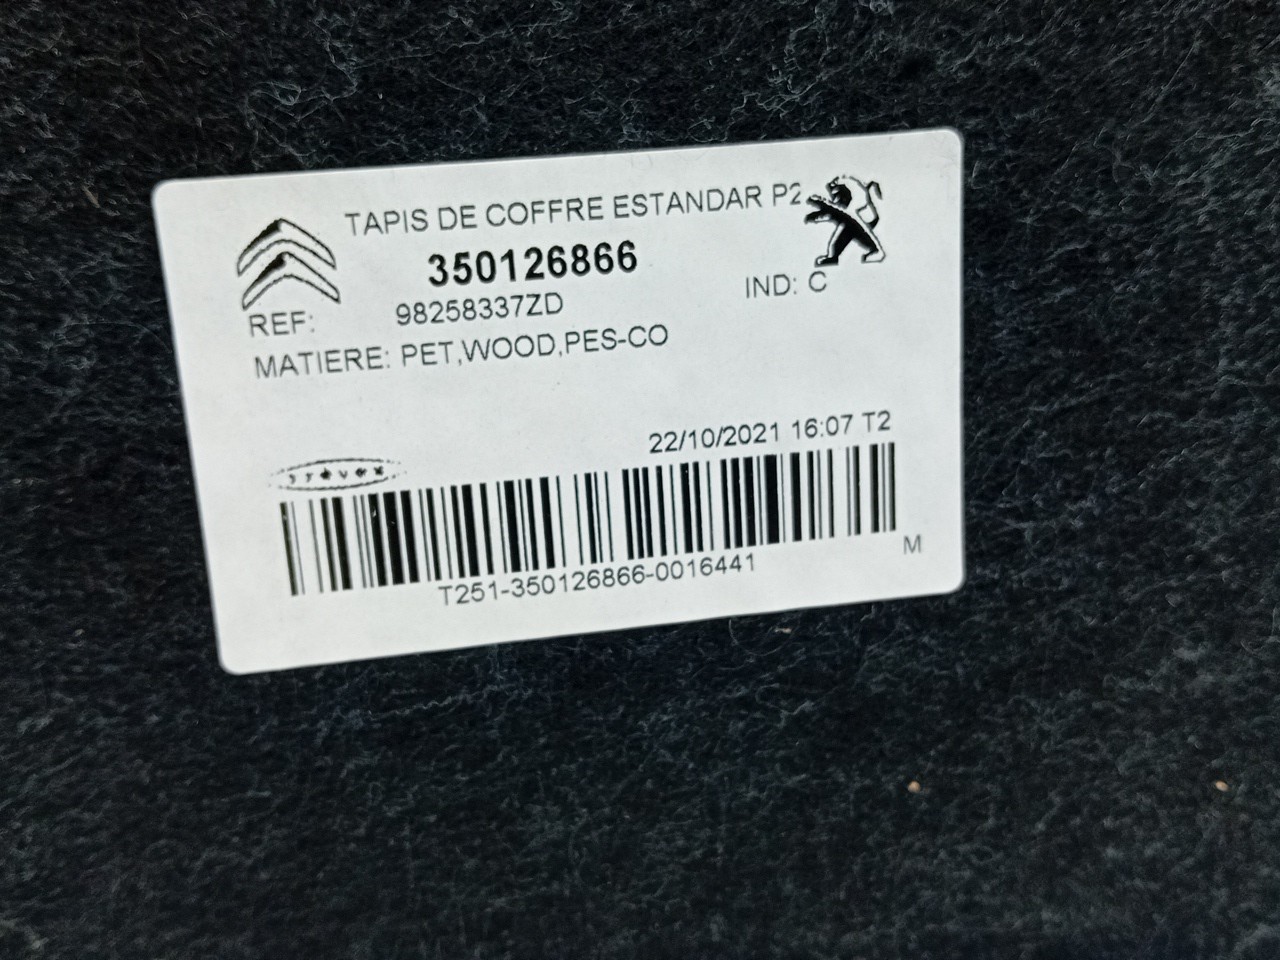 TAPIS DE COFFRE ESTANDAR P2
350126866
REF: 98258337ZD
IND: C
MATIERE: PET,WOOD,PES-CO
22/10/2021 16:07 T2
T251-350126866-0016441
M